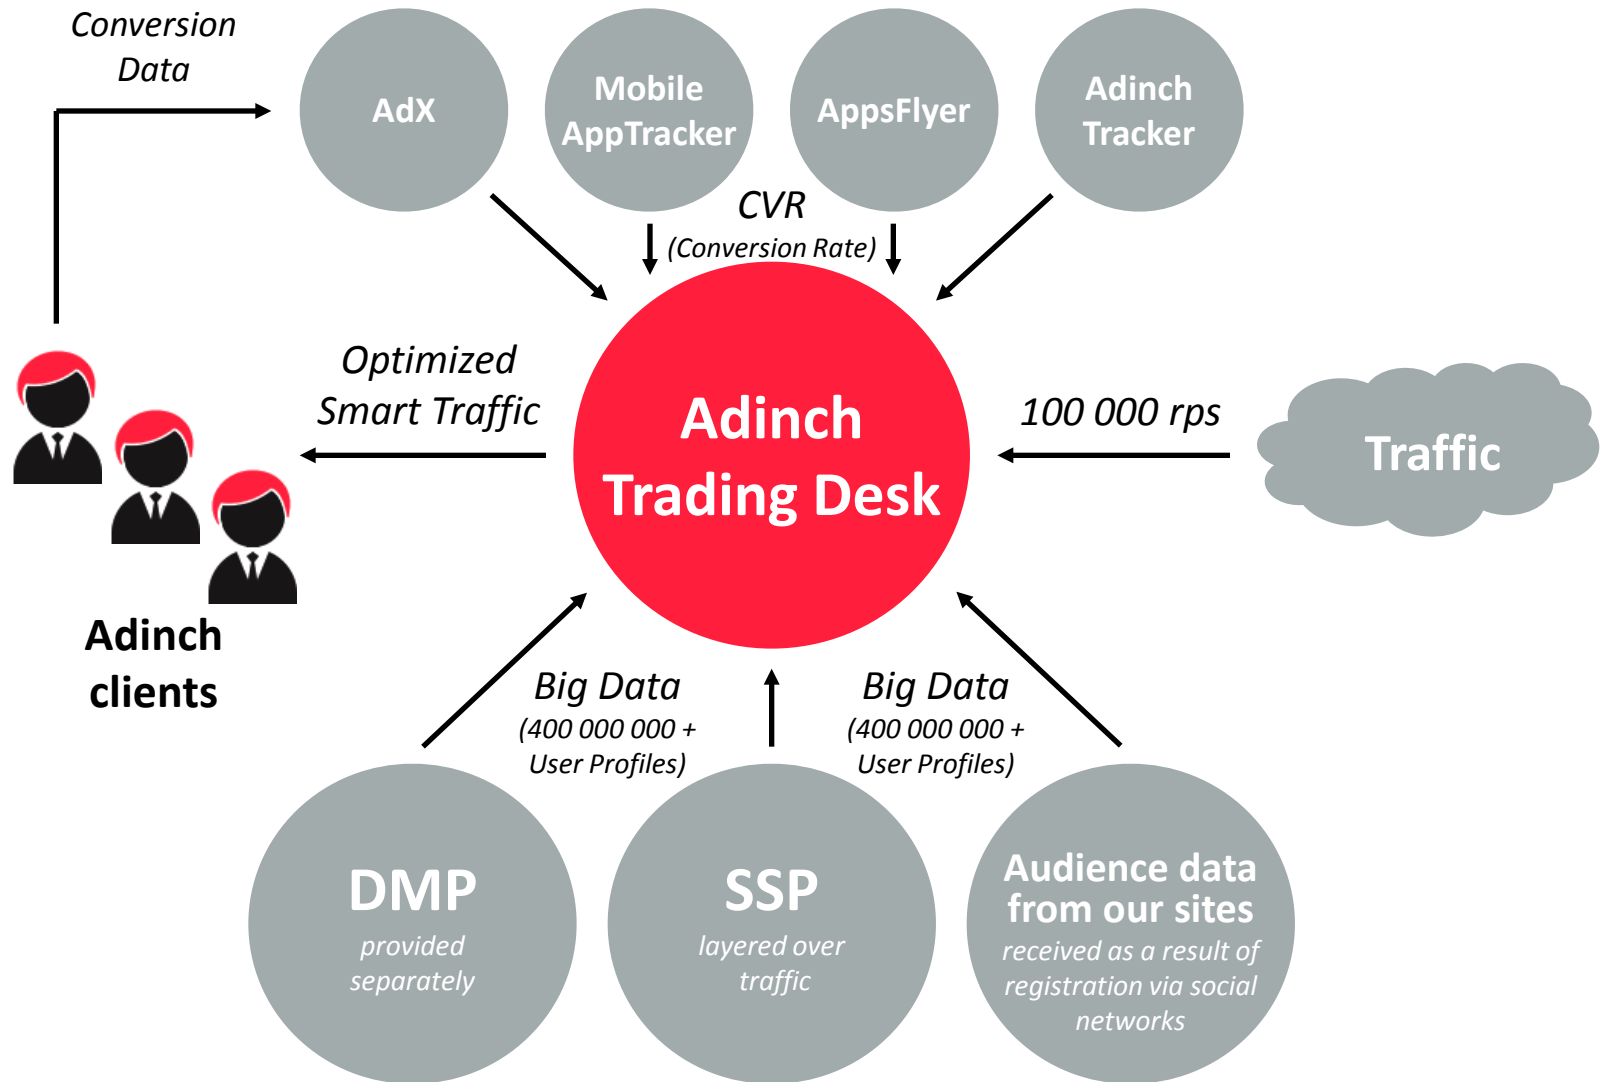 Conversion
Data
AdX
Mobile
AppTracker
AppsFlyer
Adinch
Tracker
CVR
(Conversion Rate)
Optimized
Smart Traffic
Adinch
Trading Desk
100 000 rps
Traffic
Adinch
clients
Big Data
(400 000 000 +
User Profiles)
Big Data
(400 000 000 +
User Profiles)
DMP
provided
separately
SSP
layered over
traffic
Audience data
from our sites
received as a result of
registration via social
networks